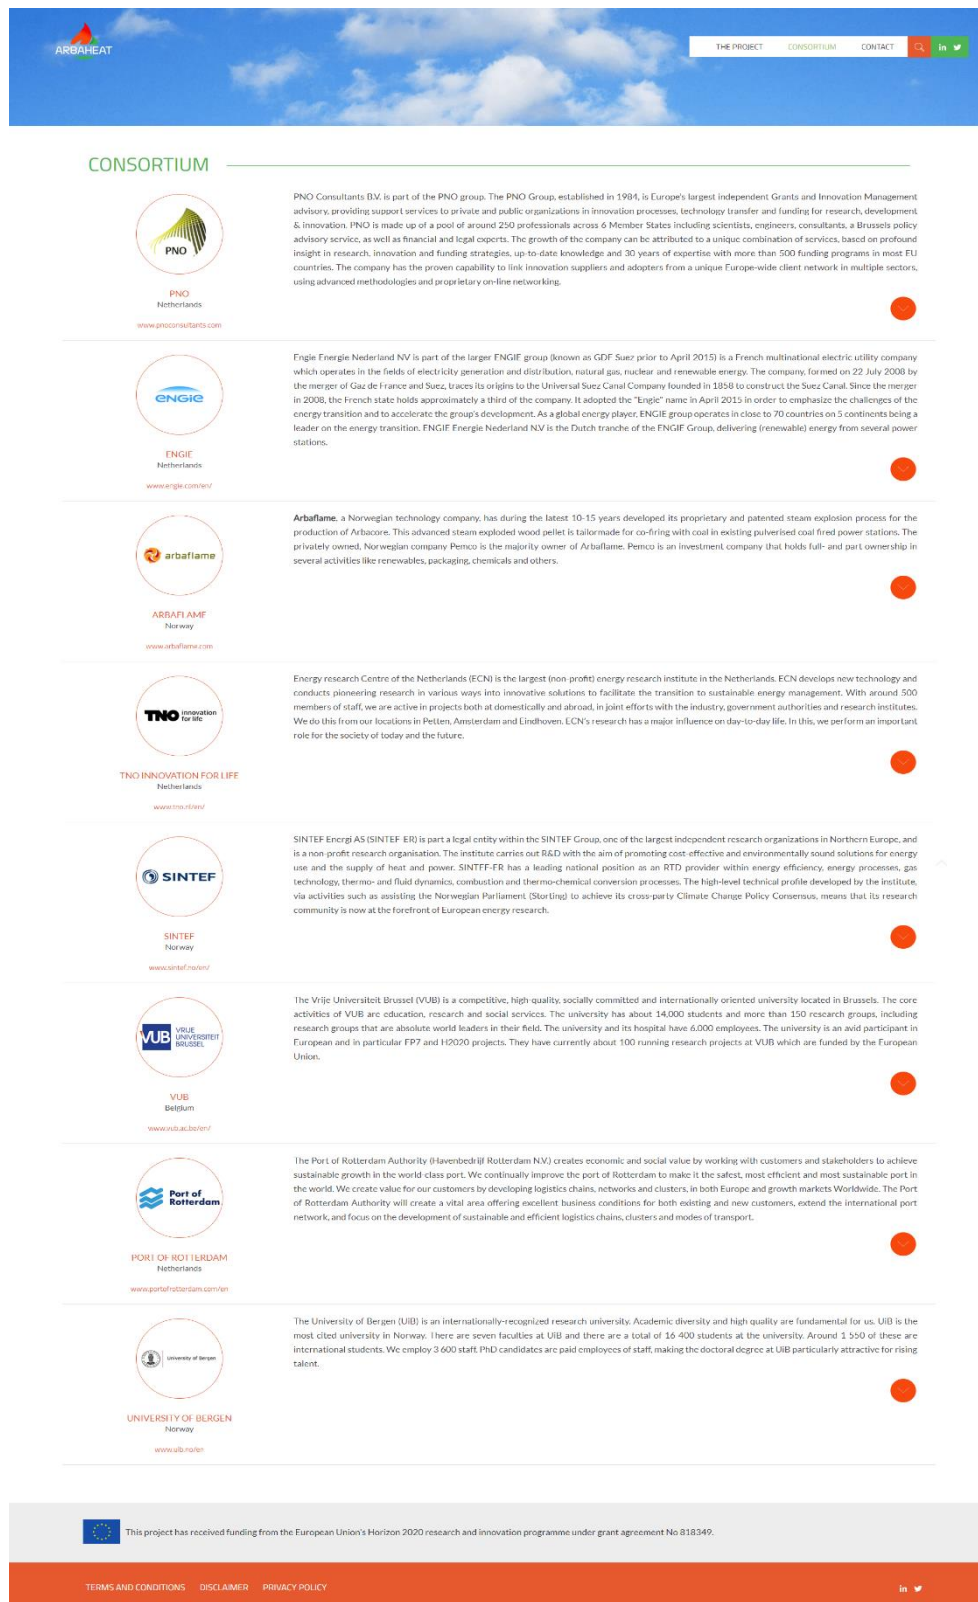 ARBAHEAT
THE PROJECT CONSORTIUM CONTACT
CONSORTIUM
PNO
PNO
Netherlands
www.pnoconsultants.com
PNO Consultants B.V. is part of the PNO group. The PNO Group, established in 1984, is Europe's largest independent Grants and Innovation Management
advisory, providing support services to private and public organizations in innovation processes, technology transfer and funding for research, development
& innovation. PNO is made up of a pool of around 250 professionals across 6 Member States including scientists, engineers, consultants, a Brussels policy
advisory service, as well as financial and legal experts. The growth of the company can be attributed to a unique combination of services, based on profound
insight in research, innovation and funding strategies, up-to-date knowledge and 30 years of expertise with more than 500 funding programs in most EU
countries. The company has the proven capability to link innovation suppliers and adopters from a unique Europe-wide client network in multiple sectors,
using advanced methodologies and proprietary on-line networking.
ENGIE
ENGIE
Netherlands
www.engie.com/en/
Engie Energie Nederland NV is part of the larger ENGIE group (known as GDF Suez prior to April 2015) is a French multinational electric utility company
which operates in the fields of electricity generation and distribution, natural gas, nuclear and renewable energy. The company, formed on 22 July 2008 by
the merger of Gaz de France and Suez, traces its origins to the Universal Suez Canal Company founded in 1858 to construct the Suez Canal. Since the merger
in 2008, the French state holds approximately a third of the company. It adopted the "Engie" name in April 2015 in order to emphasize the challenges of the
energy transition and to accelerate the group's development. As a global energy player, ENGIE group operates in close to 70 countries on 5 continents being a
leader on the energy transition. ENGIE Energie Nederland N.V is the Dutch tranche of the ENGIE Group, delivering (renewable) energy from several power
stations.
arbaflame
ARBAFLAME
Norway
www.arbaflame.com
Arbaflame, a Norwegian technology company, has during the latest 10-15 years developed its proprietary and patented steam explosion process for the
production of Arbacore. This advanced steam exploded wood pellet is tailormade for co-firing with coal in existing pulverised coal fired power stations. The
privately owned, Norwegian company Pemco is the majority owner of Arbaflame. Pemco is an investment company that holds full- and part ownership in
several activities like renewables, packaging, chemicals and others.
TNO innovation
for life
TNO INNOVATION FOR LIFE
Netherlands
www.tno.nl/en/
Energy research Centre of the Netherlands (ECN) is the largest (non-profit) energy research institute in the Netherlands. ECN develops new technology and
conducts pioneering research in various ways into innovative solutions to facilitate the transition to sustainable energy management. With around 500
members of staff, we are active in projects both at domestically and abroad, in joint efforts with the industry, government authorities and research institutes.
We do this from our locations in Petten, Amsterdam and Eindhoven. ECN's research has a major influence on day-to-day life. In this, we perform an important
role for the society of today and the future.
SINTEF
SINTEF
Norway
www.sintef.no/en/
SINTEF Energi AS (SINTEF-ER) is part a legal entity within the SINTEF Group, one of the largest independent research organizations in Northern Europe, and
is a non-profit research organisation. The institute carries out R&D with the aim of promoting cost-effective and environmentally sound solutions for energy
use and the supply of heat and power. SINTEF-ER has a leading national position as an RTD provider within energy efficiency, energy processes, gas
technology, thermo- and fluid dynamics, combustion and thermo-chemical conversion processes. The high-level technical profile developed by the institute,
via activities such as assisting the Norwegian Parliament (Storting) to achieve its cross-party Climate Change Policy Consensus, means that its research
community is now at the forefront of European energy research.
VUB VRIJE
UNIVERSITEIT
BRUSSEL
VUB
Belgium
www.vub.ac.be/en/
The Vrije Universiteit Brussel (VUB) is a competitive, high-quality, socially committed and internationally oriented university located in Brussels. The core
activities of VUB are education, research and social services. The university has about 14,000 students and more than 150 research groups, including
research groups that are absolute world leaders in their field. The university and its hospital have 6.000 employees. The university is an avid participant in
European and in particular FP7 and H2020 projects. They have currently about 100 running research projects at VUB which are funded by the European
Union.
Port of
Rotterdam
PORT OF ROTTERDAM
Netherlands
www.portofrotterdam.com/en
The Port of Rotterdam Authority (Havenbedrijf Rotterdam N.V.) creates economic and social value by working with customers and stakeholders to achieve
sustainable growth in the world-class port. We continually improve the port of Rotterdam to make it the safest, most efficient and most sustainable port in
the world. We create value for our customers by developing logistics chains, networks and clusters, in both Europe and growth markets Worldwide. The Port
of Rotterdam Authority will create a vital area offering excellent business conditions for both existing and new customers, extend the international port
network, and focus on the development of sustainable and efficient logistics chains, clusters and modes of transport.
University of Bergen
UNIVERSITY OF BERGEN
Norway
www.uib.no/en
The University of Bergen (UiB) is an internationally-recognized research university. Academic diversity and high quality are fundamental for us. UiB is the
most cited university in Norway. There are seven faculties at UiB and there are a total of 16 400 students at the university. Around 1 550 of these are
international students. We employ 3 600 staff. PhD candidates are paid employees of staff, making the doctoral degree at UiB particularly attractive for rising
talent.
This project has received funding from the European Union's Horizon 2020 research and innovation programme under grant agreement No 818349.
TERMS AND CONDITIONS DISCLAIMER PRIVACY POLICY